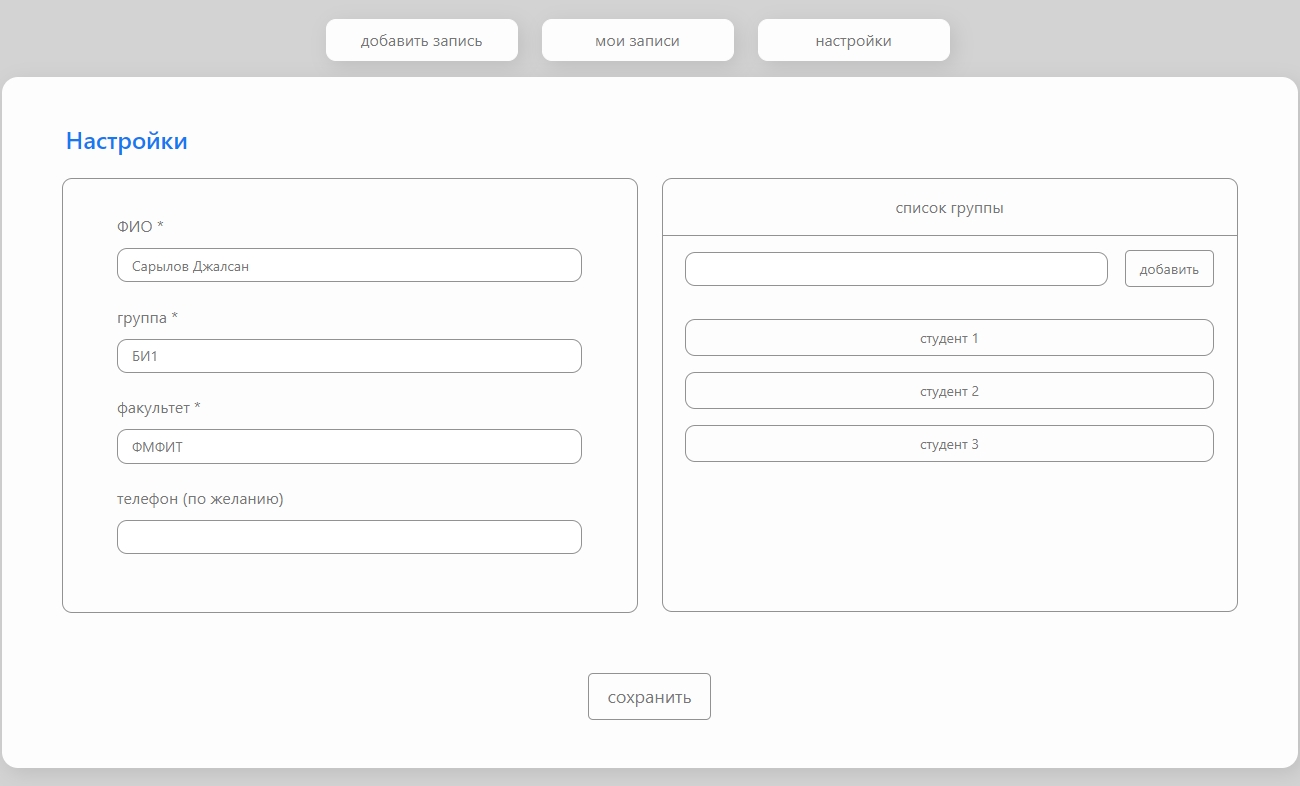 добавить запись
мои записи
настройки
Настройки
ФИО *
Сарылов Джалсан
группа *
БИ1
факультет *
ФМФИТ
телефон (по желанию)
список группы
добавить
студент 1
студент 2
студент 3
сохранить